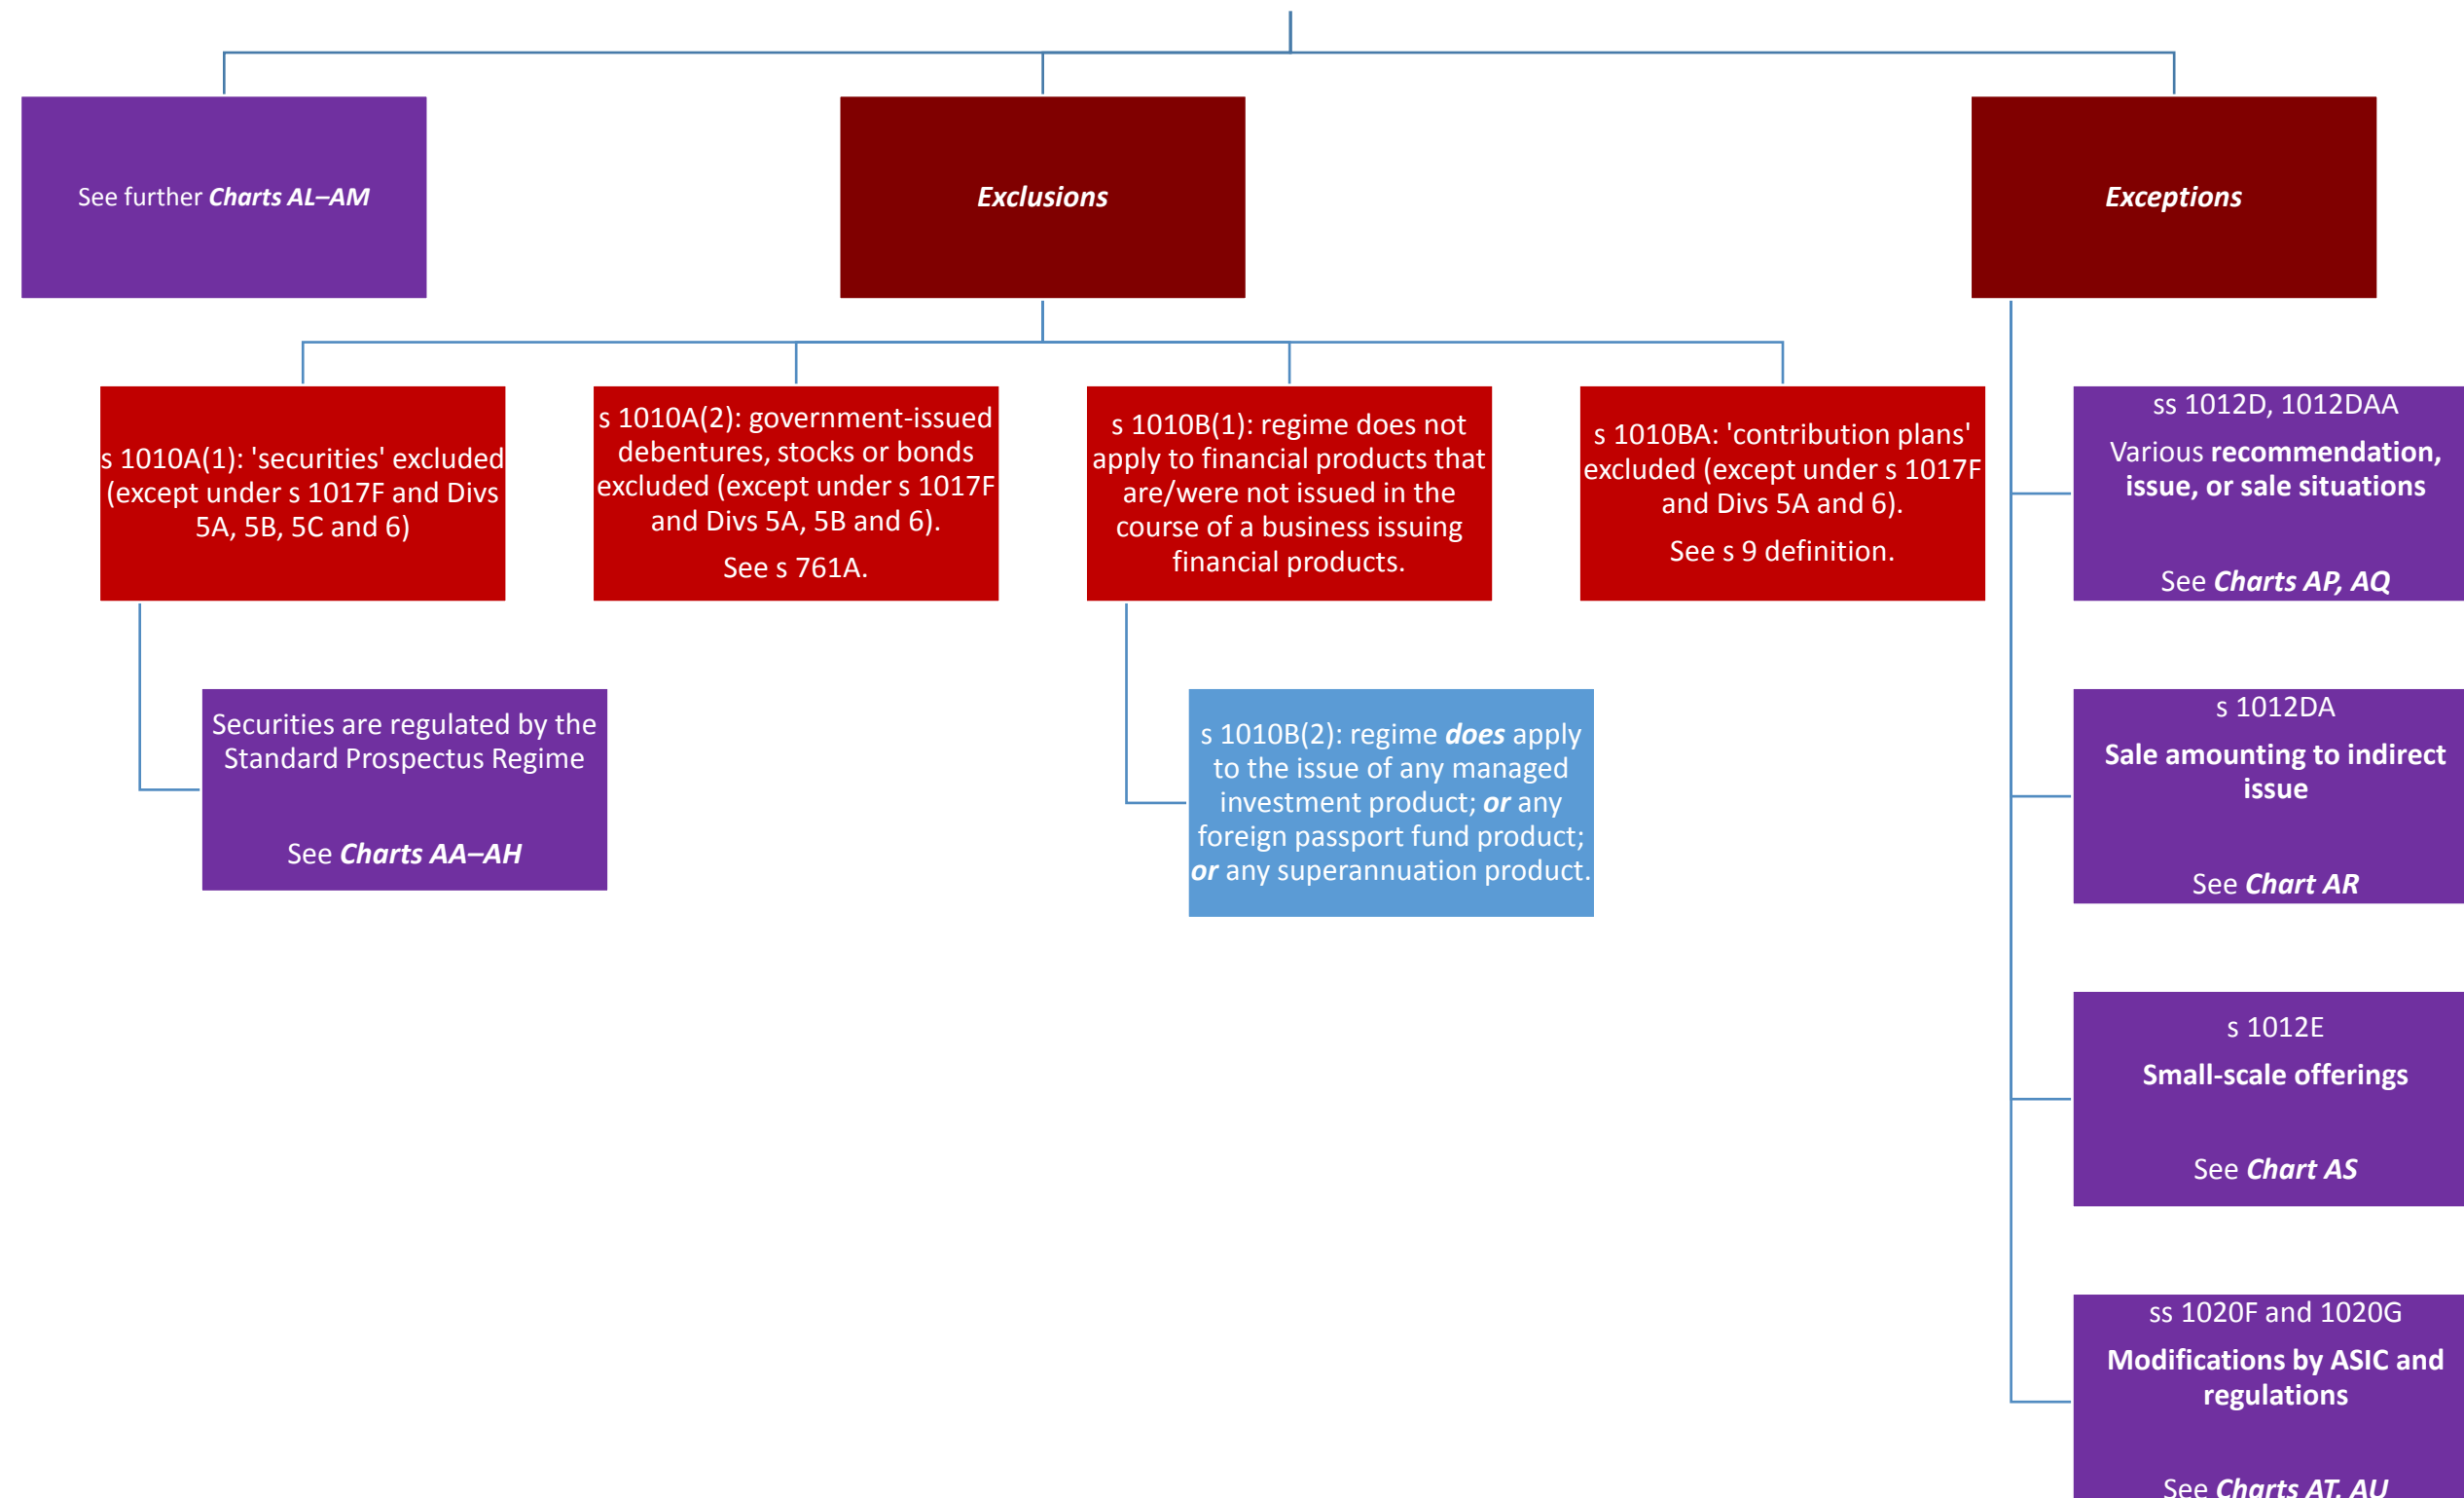 See further Charts AL–AM
Exclusions
Exceptions
s 1010A(1): 'securities' excluded
(except under s 1017F and Divs
5A, 5B, 5C and 6)
s 1010A(2): government-issued
debentures, stocks or bonds
excluded (except under s 1017F
and Divs 5A, 5B and 6).
See s 761A.
s 1010B(1): regime does not
apply to financial products that
are/were not issued in the
course of a business issuing
financial products.
s 1010BA: 'contribution plans'
excluded (except under s 1017F
and Divs 5A and 6).
See s 9 definition.
ss 1012D, 1012DAA
Various recommendation,
issue, or sale situations
See Charts AP, AQ
Securities are regulated by the
Standard Prospectus Regime
See Charts AA–AH
s 1010B(2): regime does apply
to the issue of any managed
investment product; or any
foreign passport fund product;
or any superannuation product.
s 1012DA
Sale amounting to indirect
issue
See Chart AR
s 1012E
Small-scale offerings
See Chart AS
ss 1020F and 1020G
Modifications by ASIC and
regulations
See Charts AT, AU